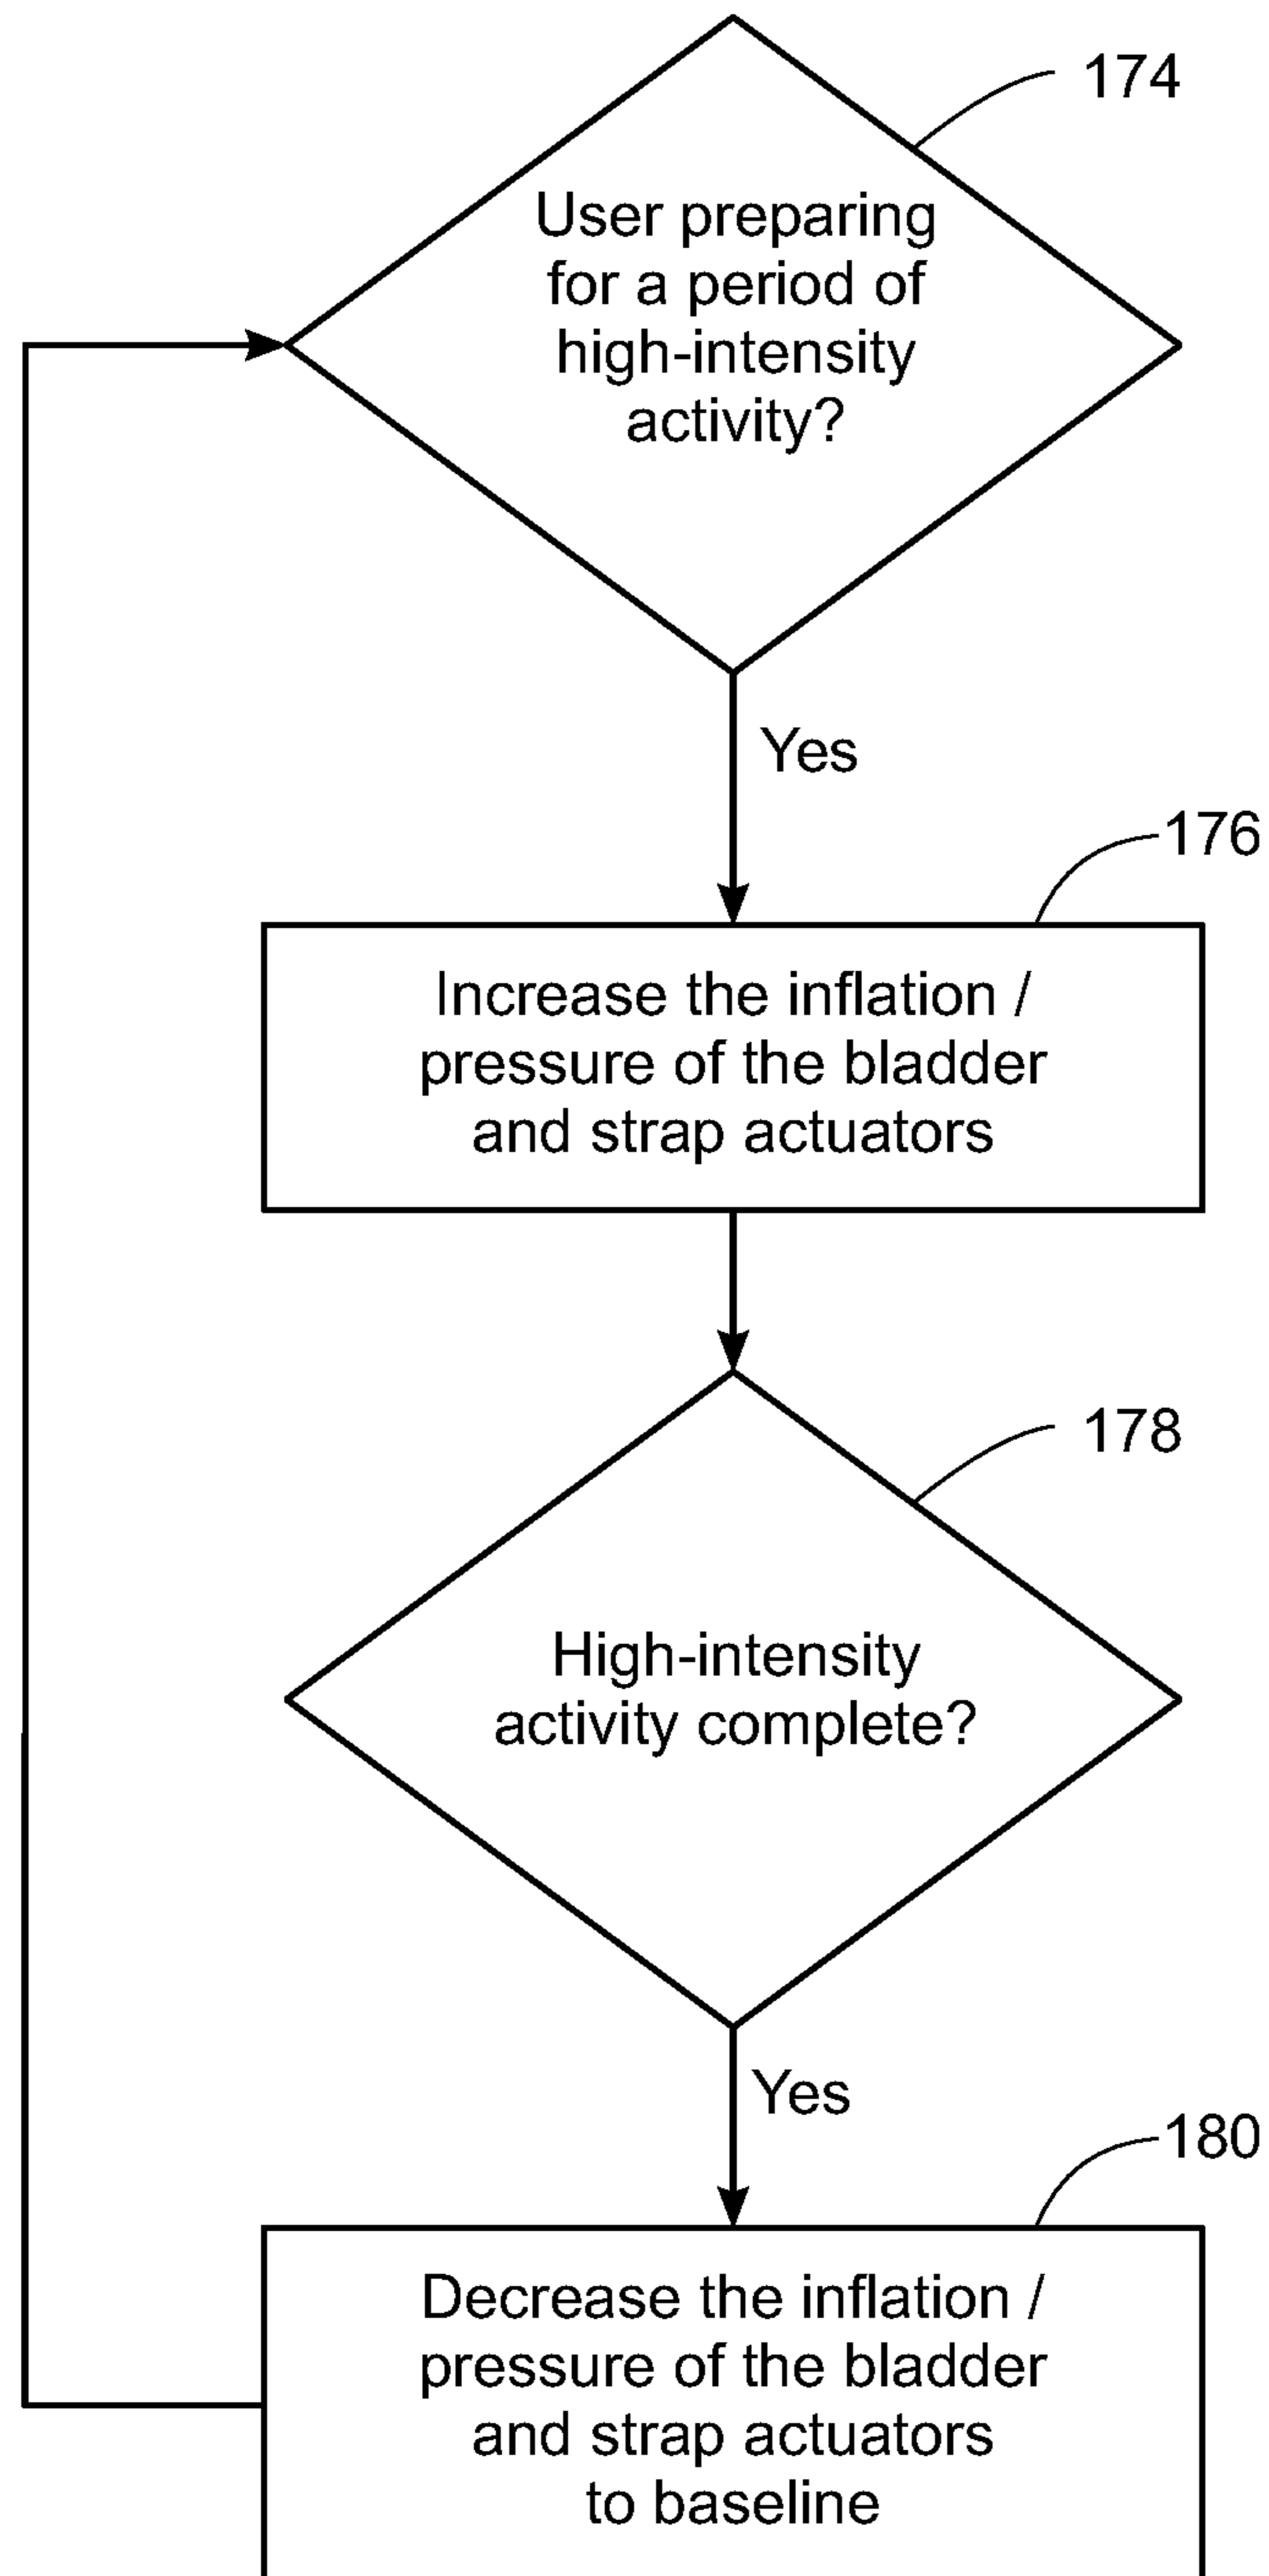 174
User preparing
for a period of
high-intensity
activity?
Yes
176
Increase the inflation /
pressure of the bladder
and strap actuators
178
High-intensity
activity complete?
Yes
180
Decrease the inflation /
pressure of the bladder
and strap actuators
to baseline